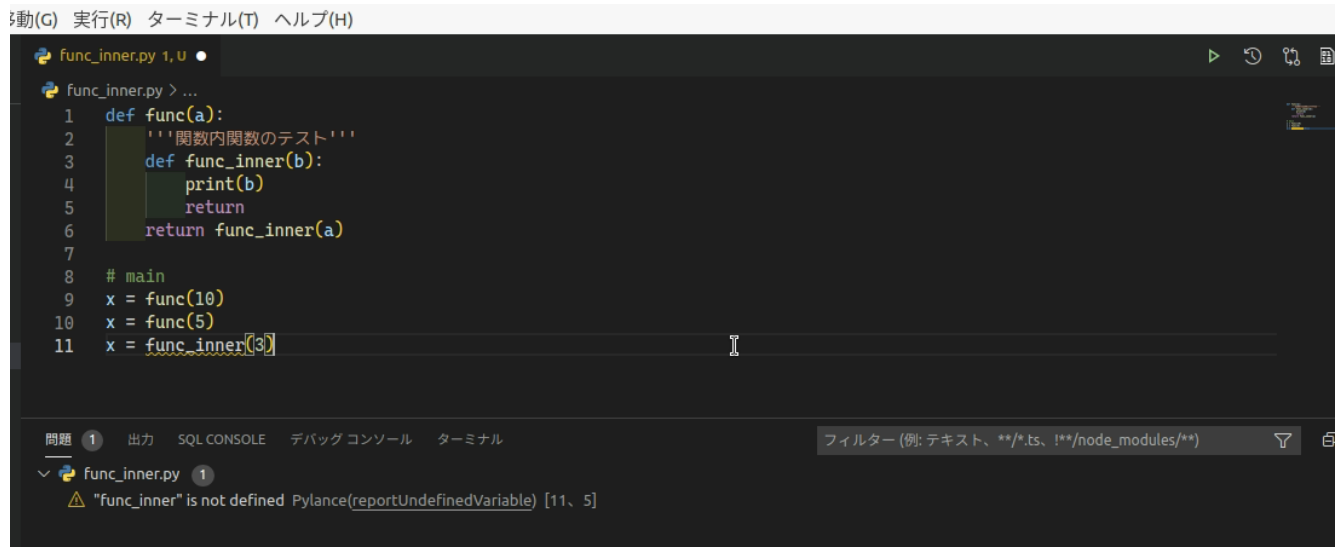 動(G) 実行(R) ターミナル(T) ヘルプ(H)
func_inner.py 1, U
func_inner.py > ...
1 def func(a):
2     '''関数内関数のテスト'''
3     def func_inner(b):
4         print(b)
5         return
6     return func_inner(a)
7
8 # main
9 x = func(10)
10 x = func(5)
11 x = func_inner(3)
問題 1 出力 SQL CONSOLE デバッグ コンソール ターミナル フィルター (例: テキスト、**/*.ts、!**/node_modules/**)
func_inner.py 1
"func_inner" is not defined Pylance(reportUndefinedVariable) [11、5]